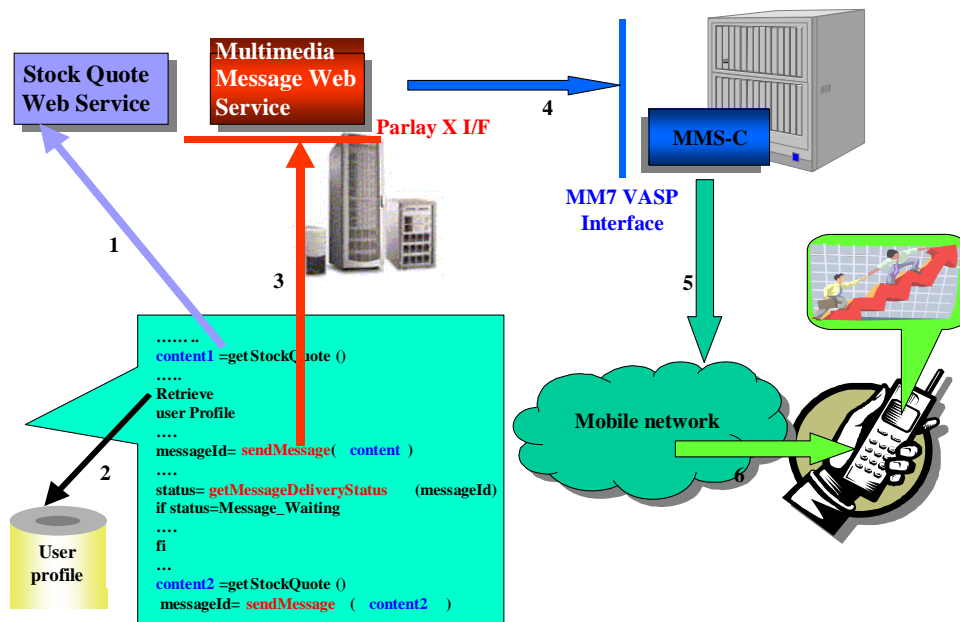 Stock Quote
Web Service
Multimedia
Message Web
Service
Parlay X I/F
4
MMS-C
MM7 VASP
Interface
1
3
5
…… ..
content1 =getStockQuote ()
…..
Retrieve
user Profile
….
messageId= sendMessage( content )
….
status= getMessageDeliveryStatus (messageId)
if status=Message_Waiting
….
fi
…
content2 =getStockQuote ()
messageId= sendMessage ( content2 )
2
User
profile
Mobile network
6